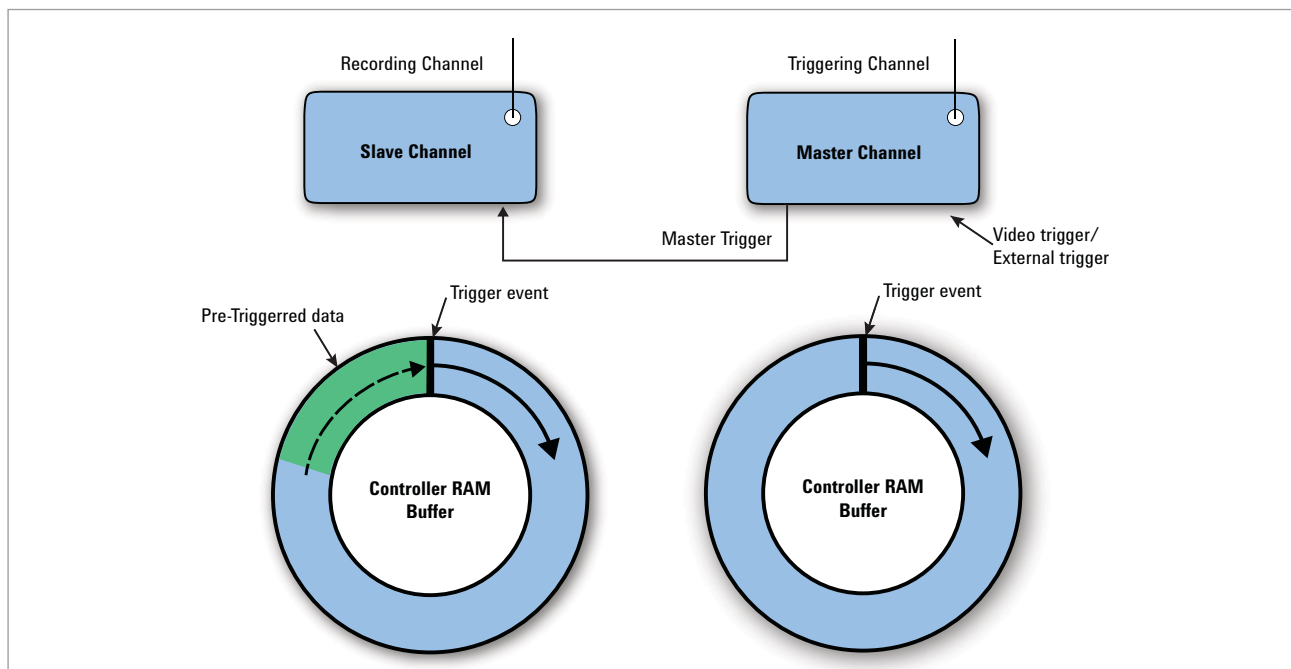 Recording Channel
Triggering Channel
Slave Channel
Master Channel
Master Trigger
Video trigger/
External trigger
Pre-Triggerred data
Trigger event
Trigger event
Controller RAM
Buffer
Controller RAM
Buffer